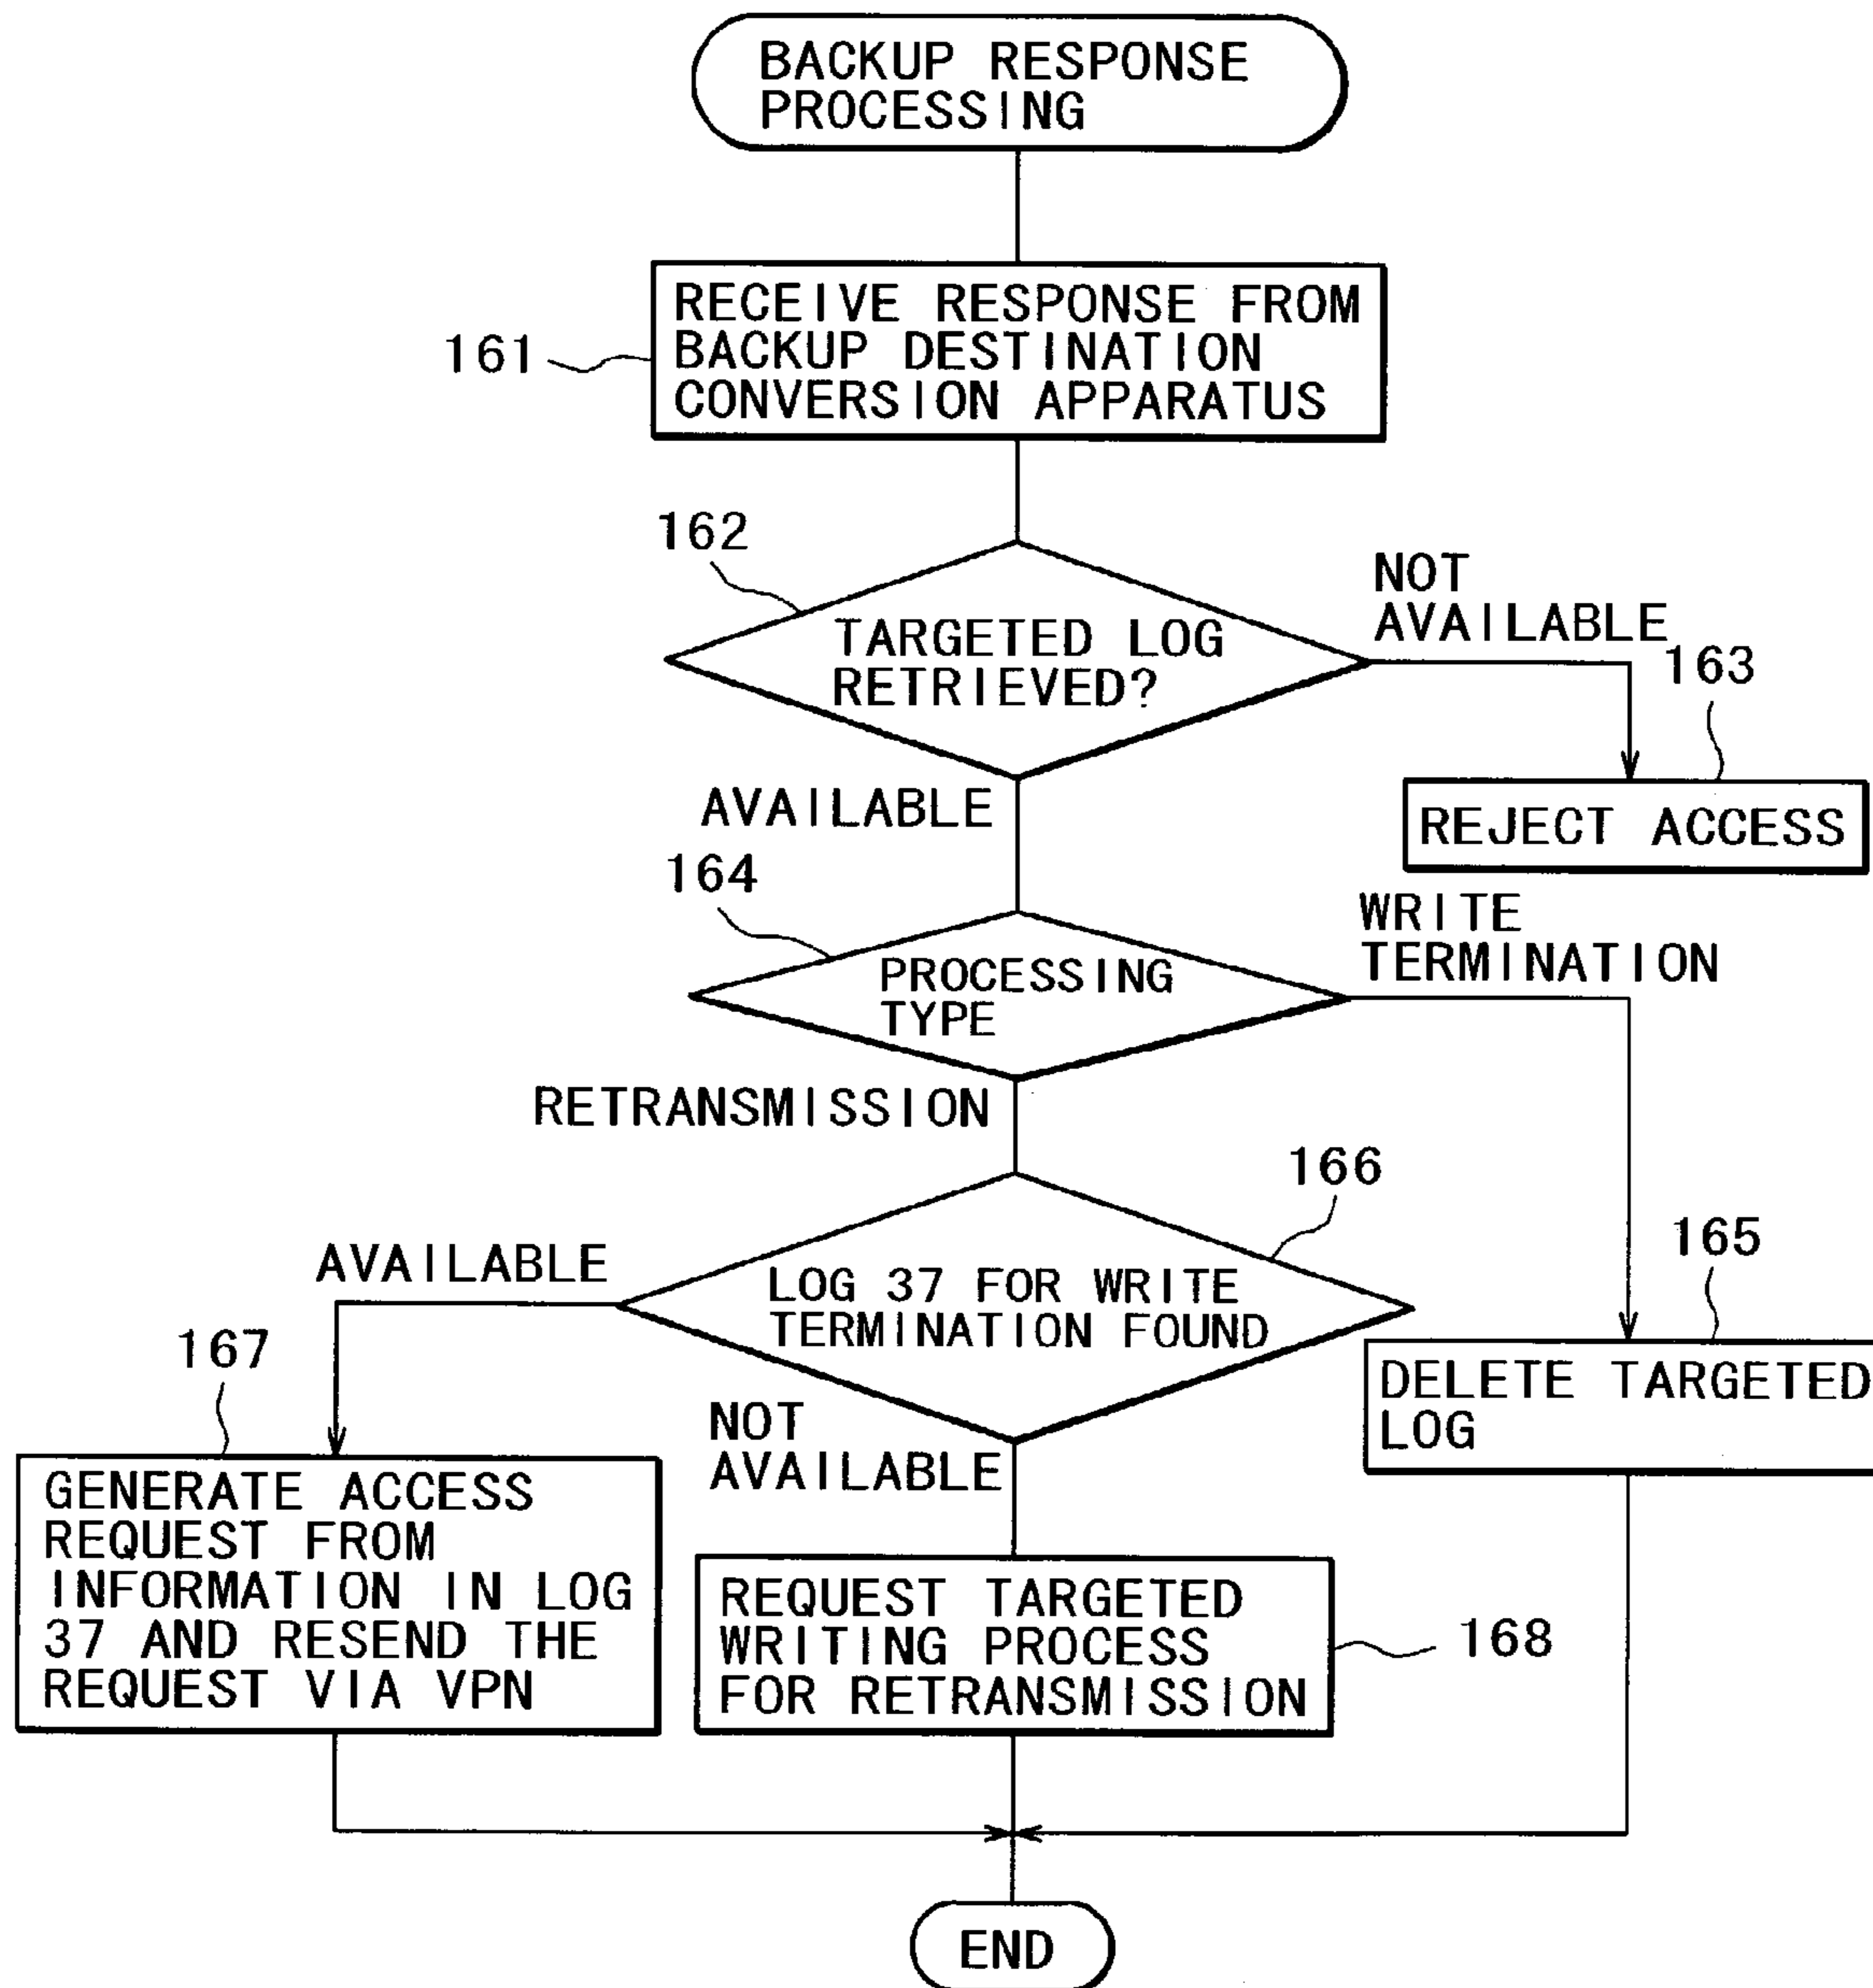 BACKUP RESPONSE
PROCESSING
RECEIVE RESPONSE FROM
BACKUP DESTINATION
CONVERSION APPARATUS
161
162
TARGETED LOG
RETRIEVED?
NOT
AVAILABLE
163
REJECT ACCESS
AVAILABLE
164
PROCESSING
TYPE
WRITE
TERMINATION
RETRANSMISSION
166
LOG 37 FOR WRITE
TERMINATION FOUND
AVAILABLE
165
DELETE TARGETED
LOG
167
GENERATE ACCESS
REQUEST FROM
INFORMATION IN LOG
37 AND RESEND THE
REQUEST VIA VPN
NOT
AVAILABLE
REQUEST TARGETED
WRITING PROCESS
FOR RETRANSMISSION
168
END